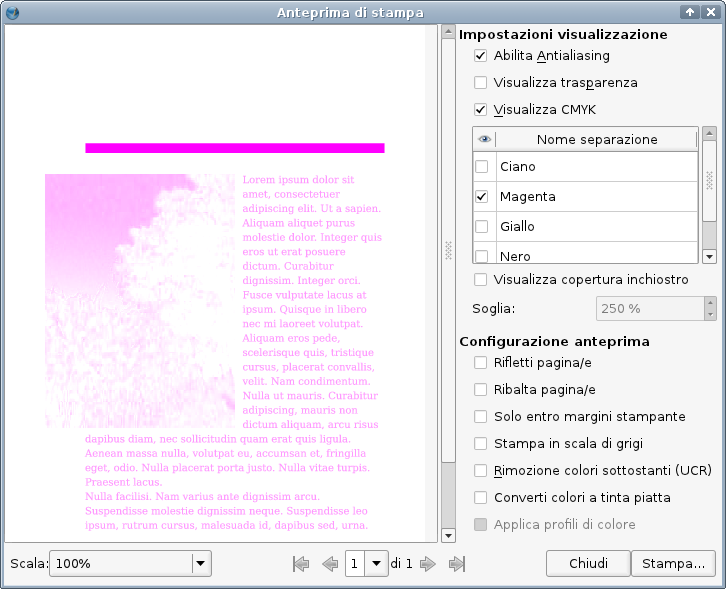 Anteprima di stampa
Lorem ipsum dolor sit
amet, consectetuer
adipiscing elit. Ut a sapien.
Aliquam aliquet purus
molestie dolor. Integer quis
eros ut erat posuere
dictum. Curabitur
dignissim. Integer orci.
Fusce vulputate lacus at
ipsum. Quisque in libero
nec mi laoreet volutpat.
Aliquam eros pede,
scelerisque quis, tristique
cursus, placerat convallis,
velit. Nam condimentum.
Nulla ut mauris. Curabitur
adipiscing, mauris non
dictum aliquam, arcu risus
dapibus diam, nec sollicitudin quam erat quis ligula.
Aenean massa nulla, volutpat eu, accumsan et, fringilla
eget, odio. Nulla placerat porta justo. Nulla vitae turpis.
Praesent lacus.
Nulla facilisi. Nam varius ante dignissim arcu.
Suspendisse molestie dignissim neque. Suspendisse leo
ipsum, rutrum cursus, malesuada id, dapibus sed, urna.
Impostazioni visualizzazione
Abilita Antialiasing
Visualizza trasparenza
Visualizza CMYK
Nome separazione
Ciano
Magenta
Giallo
Nero
Visualizza copertura inchiostro
Soglia: 250 %
Configurazione anteprima
Rifletti pagina/e
Ribalta pagina/e
Solo entro margini stampante
Stampa in scala di grigi
Rimozione colori sottostanti (UCR)
Converti colori a tinta piatta
Applica profili di colore
Scala: 100% 1 di 1 Chiudi Stampa...